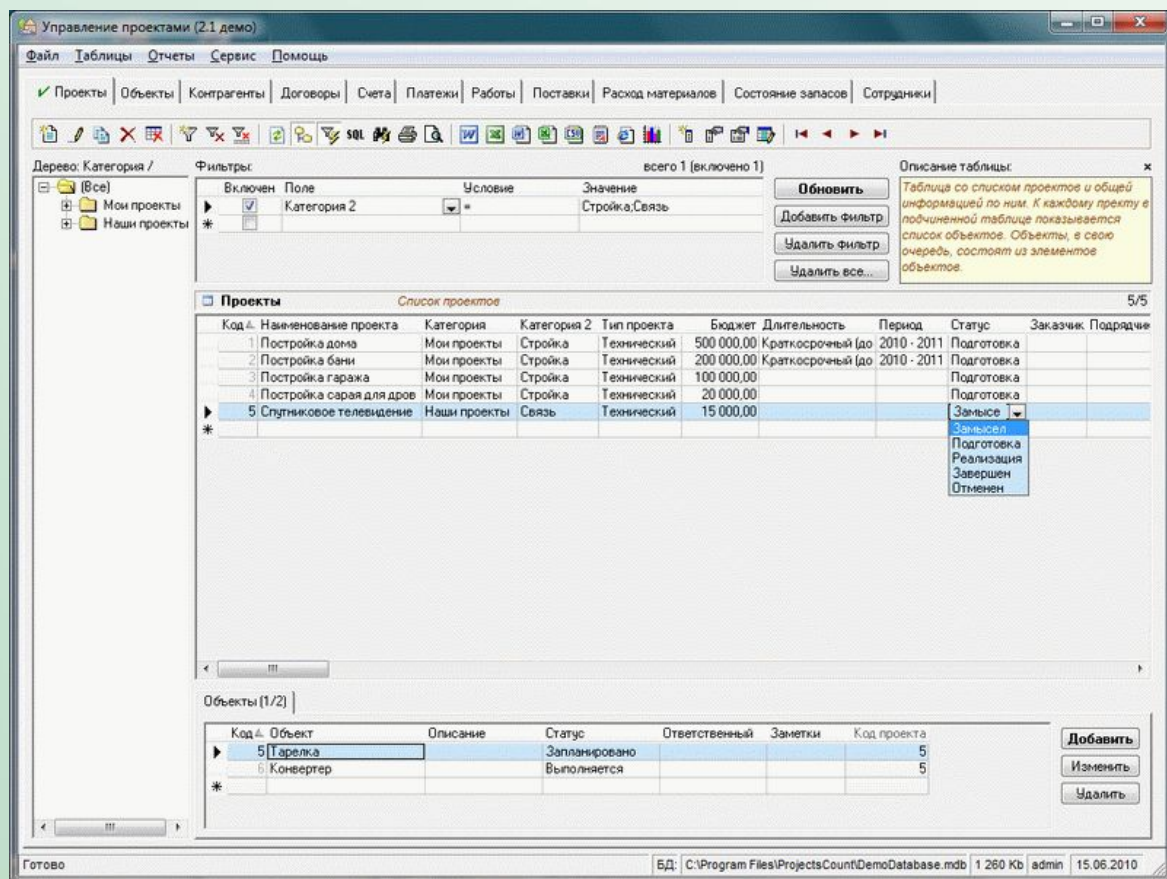 Управление проектами (2.1 демо)
Файл Таблицы Отчеты Сервис Помощь
Проекты Объекты Контрагенты Договоры Счета Платежи Работы Поставки Расход материалов Состояние запасов Сотрудники
SQL
Дерево: Категория / Фильтры: всего 1 (включено 1) Описание таблицы:
(Все)
Мои проекты
Наши проекты
Включен Поле Условие Значение
Категория 2 = Стройка;Связь
Обновить
Добавить фильтр
Удалить фильтр
Удалить все...
Таблица со списком проектов и общей
информацией по ним. К каждому пректу в
подчиненной таблице показывается
список объектов. Объекты, в свою
очередь, состоят из элементов
объектов.
Проекты Список проектов 5/5
Код Наименование проекта Категория Категория 2 Тип проекта Бюджет Длительность Период Статус Заказчик Подрядчи
1 Постройка дома Мои проекты Стройка Технический 500 000,00 Краткосрочный (до 2010 - 2011 Подготовка
2 Постройка бани Мои проекты Стройка Технический 200 000,00 Краткосрочный (до 2010 - 2011 Подготовка
3 Постройка гаража Мои проекты Стройка Технический 100 000,00 Подготовка
4 Постройка сарая для дров Мои проекты Стройка Технический 20 000,00 Подготовка
5 Спутниковое телевидение Наши проекты Связь Технический 15 000,00 Замысе
Замысел
Подготовка
Реализация
Завершен
Отменен
Объекты (1/2)
Код Объект Описание Статус Ответственный Заметки Код проекта
5 Тарелка Запланировано 5
6 Конвертер Выполняется 5
Добавить
Изменить
Удалить
Готово БД: C:\Program Files\ProjectsCount\DemoDatabase.mdb 1 260 Kb admin 15.06.2010